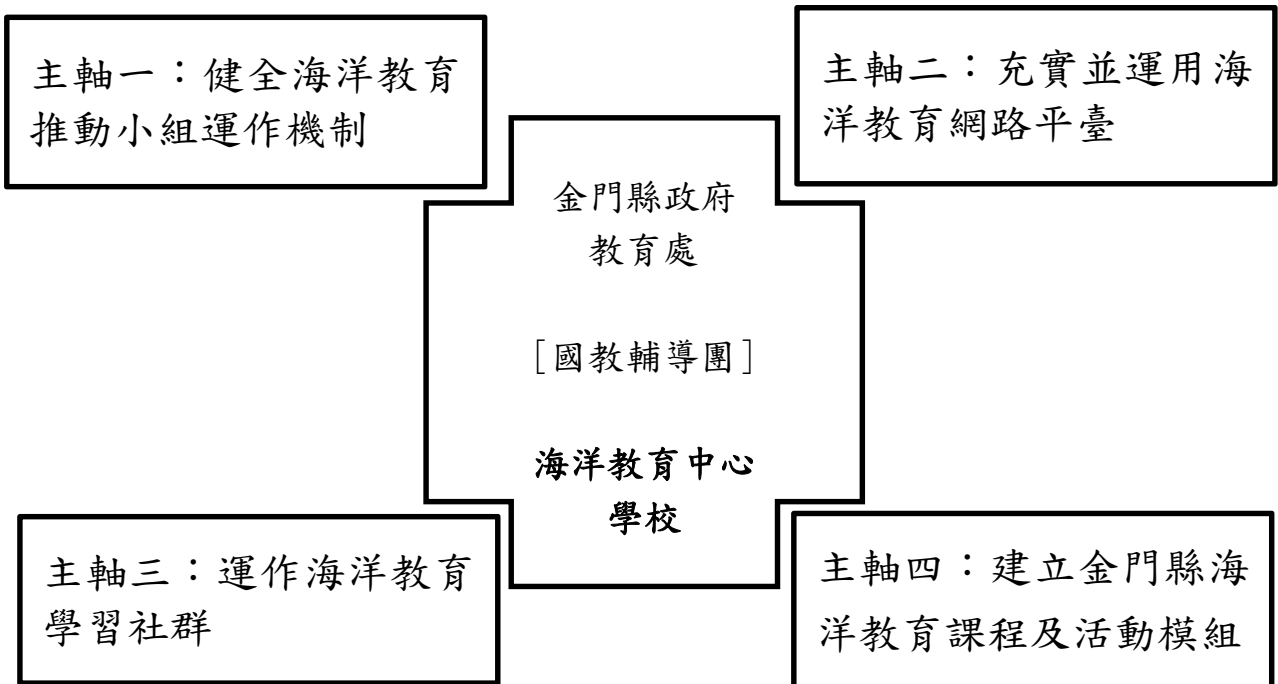 主軸一：健全海洋教育
推動小組運作機制
主軸二：充實並運用海
洋教育網路平臺
金門縣政府
教育處
［國教輔導團］
海洋教育中心
學校
主軸三：運作海洋教育
學習社群
主軸四：建立金門縣海
洋教育課程及活動模組